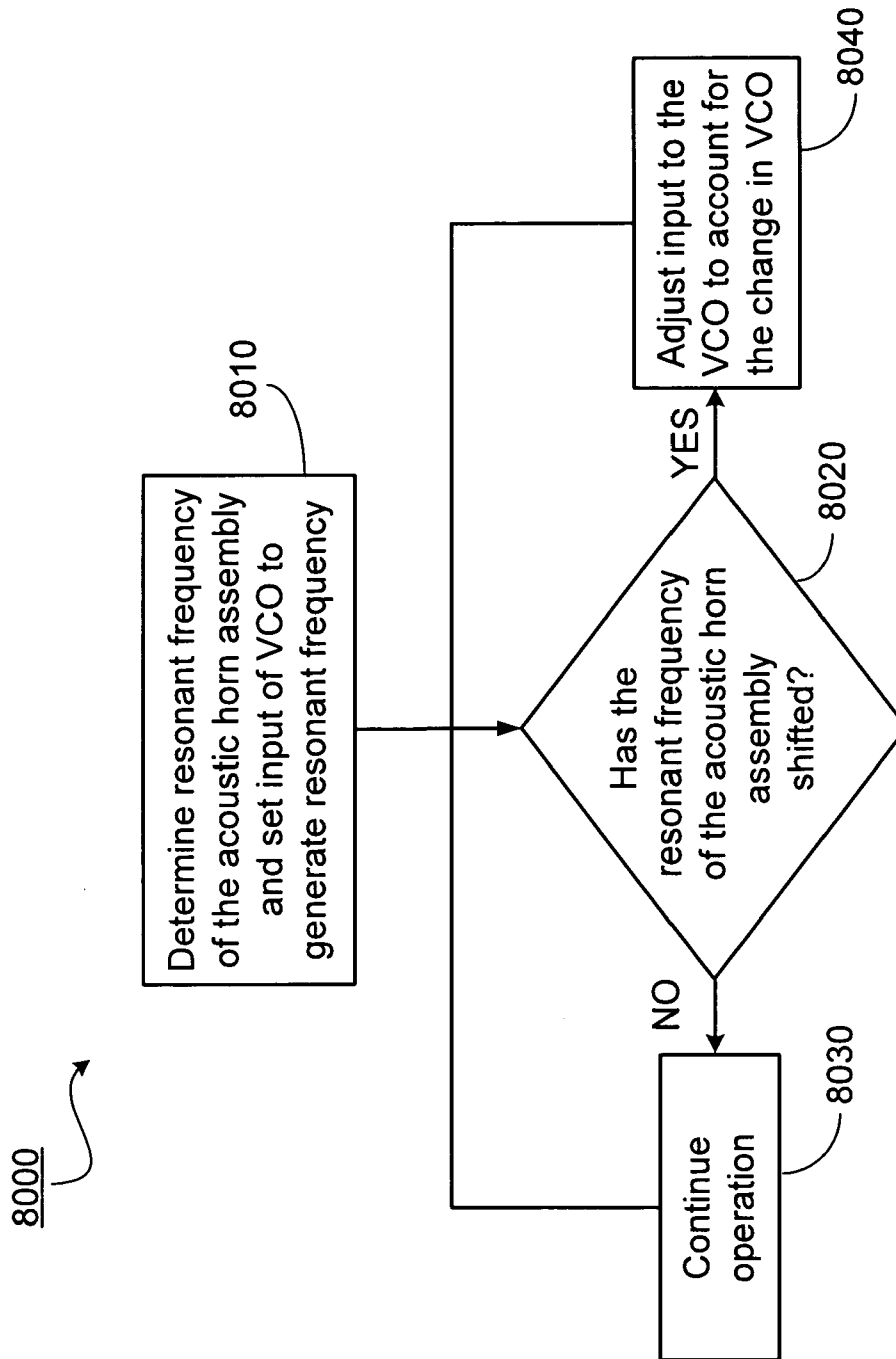 8000
8010
Determine resonant frequency
of the acoustic horn assembly
and set input of VCO to
generate resonant frequency
Has the
resonant frequency
of the acoustic horn
assembly
shifted?
8020
NO
YES
Continue
operation
8030
Adjust input to the
VCO to account for
the change in VCO
8040